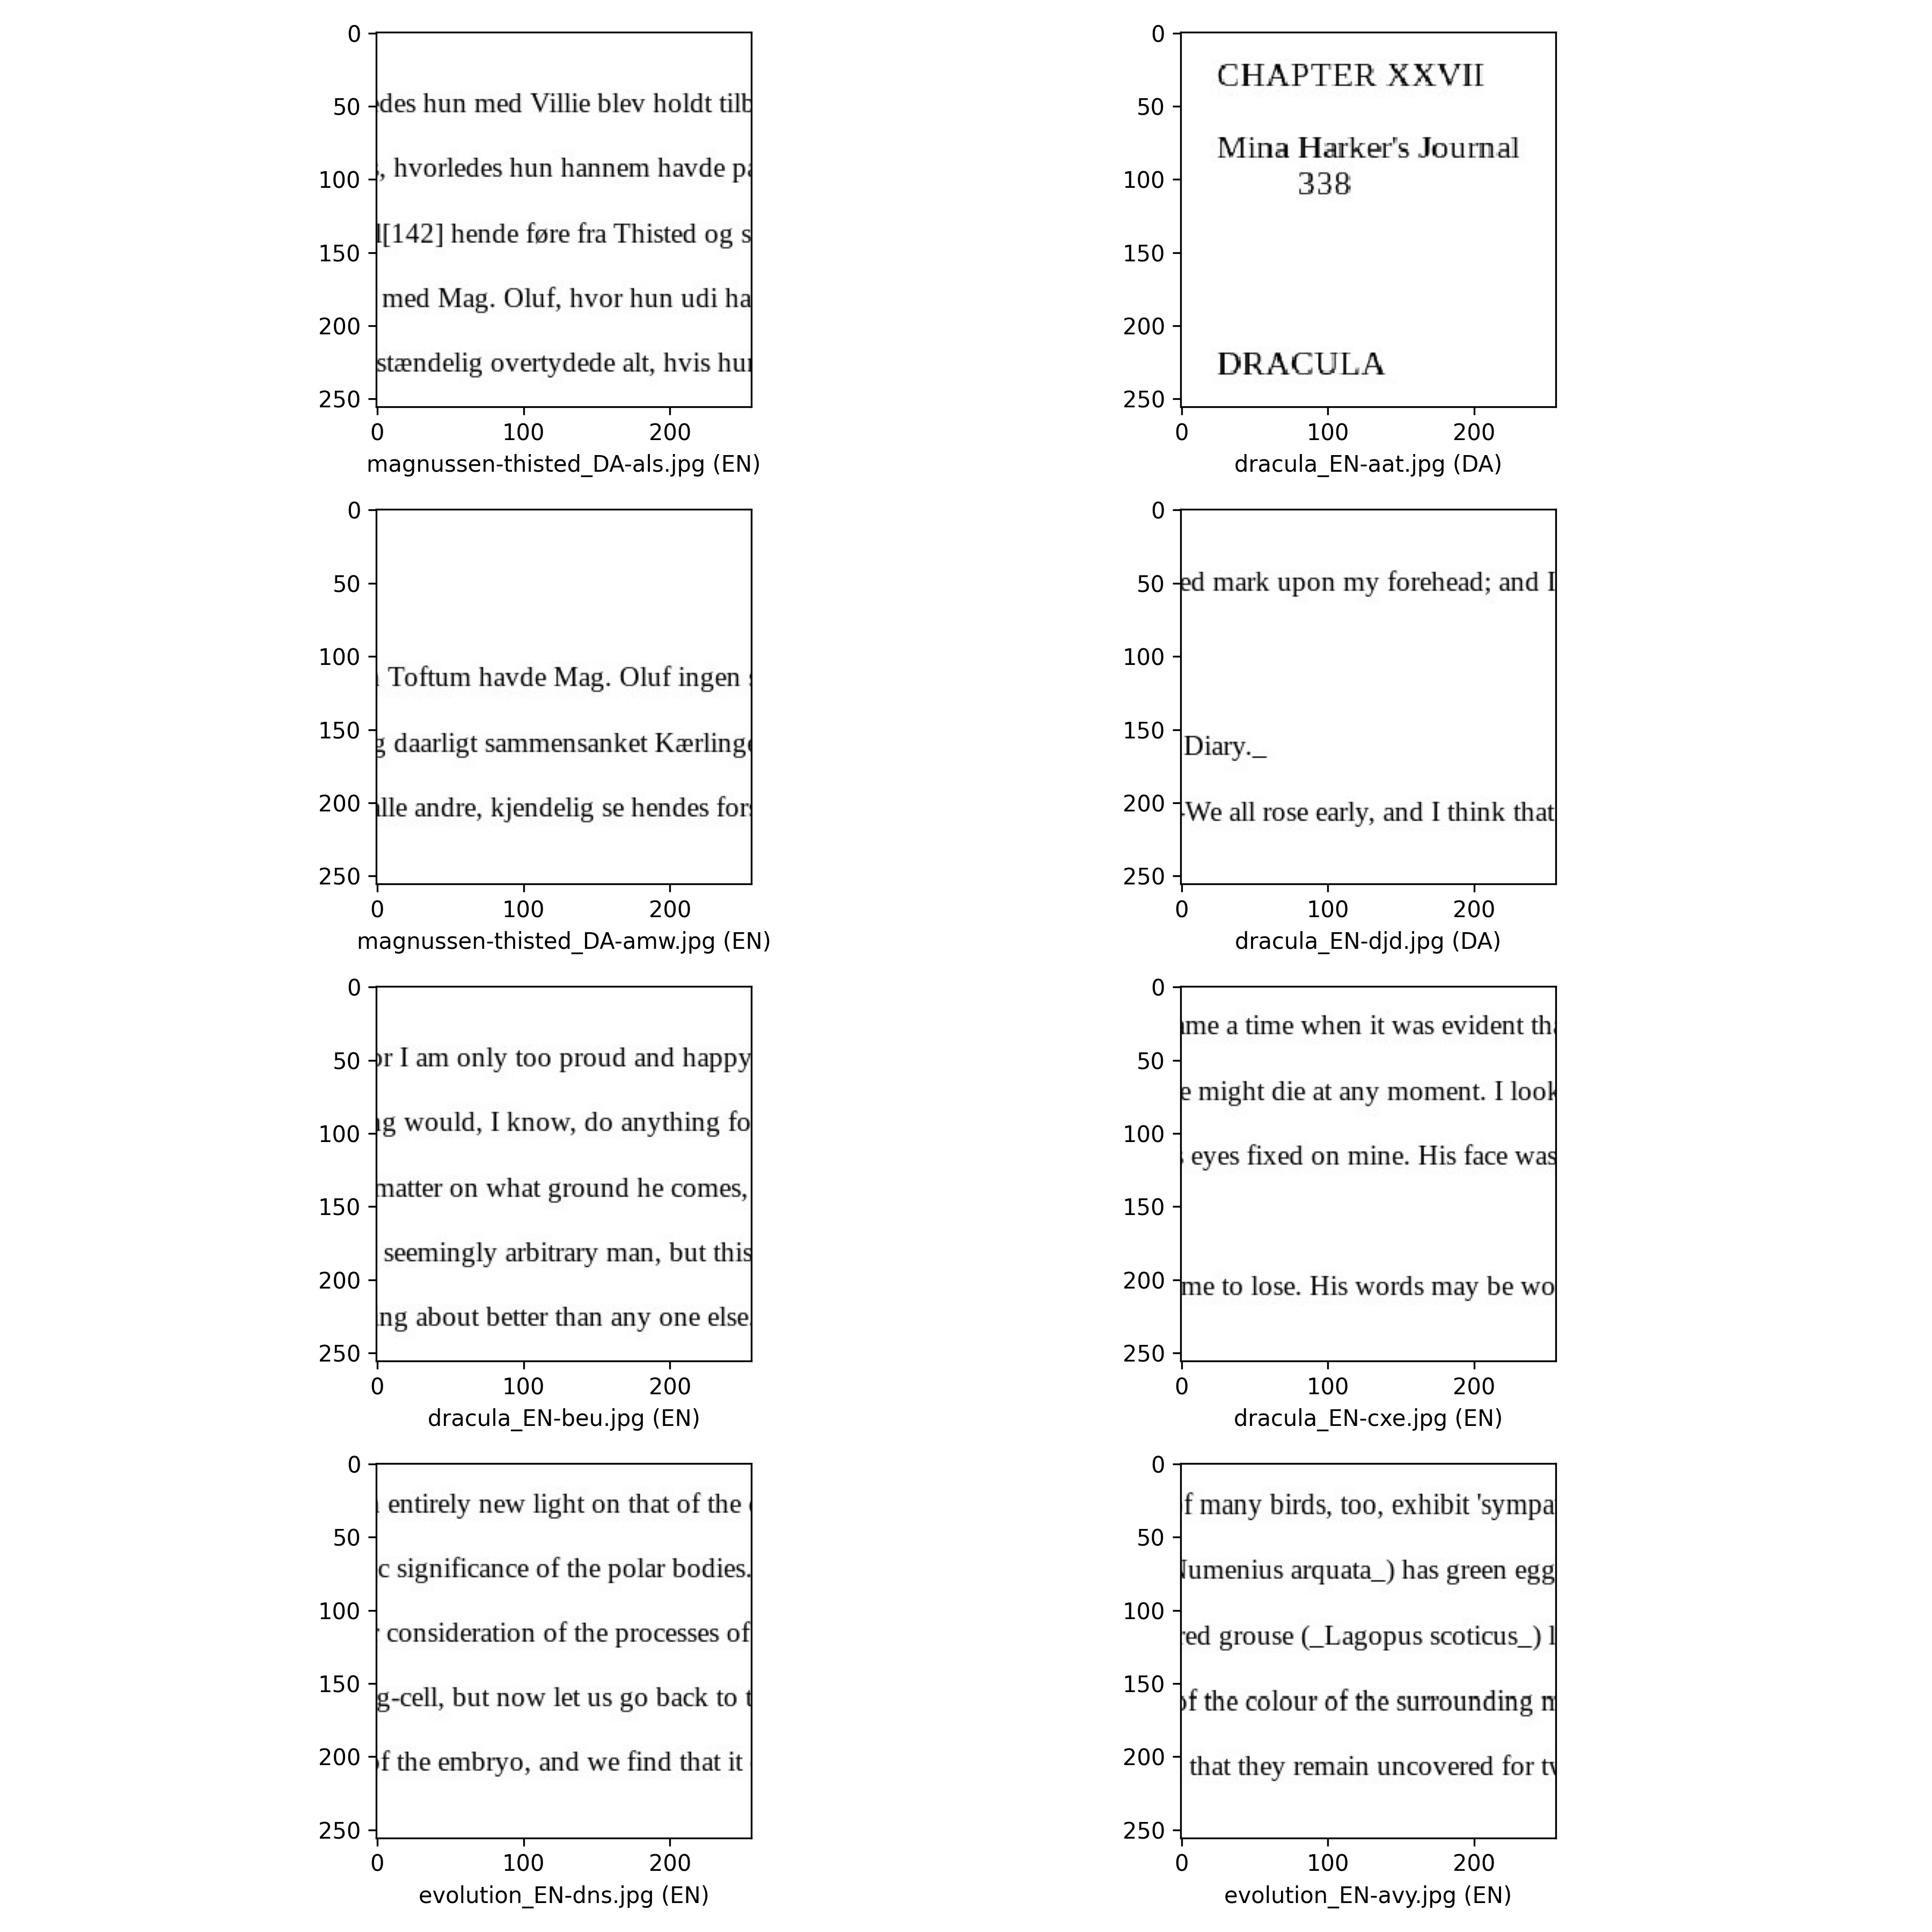 0
50
100
150
200
250
edes hun med Villie blev holdt tilb
, hvorledes hun hannem havde pa
l[142] hende føre fra Thisted og s
med Mag. Oluf, hvor hun udi ha
stændelig overtydede alt, hvis hun
0 100 200
magnussen-thisted_DA-als.jpg (EN)
0
50
100
150
200
250
CHAPTER XXVII
Mina Harker's Journal
338
DRACULA
0 100 200
dracula_EN-aat.jpg (DA)
0
50
100
150
200
250
Toftum havde Mag. Oluf ingen
g daarligt sammensanket Kærlinge
lle andre, kjendelig se hendes fors
0 100 200
magnussen-thisted_DA-amw.jpg (EN)
0
50
100
150
200
250
ed mark upon my forehead; and I
Diary._
-We all rose early, and I think that
0 100 200
dracula_EN-djd.jpg (DA)
0
50
100
150
200
250
or I am only too proud and happy
ng would, I know, do anything fo
matter on what ground he comes,
seemingly arbitrary man, but this
ng about better than any one else.
0 100 200
dracula_EN-beu.jpg (EN)
0
50
100
150
200
250
ame a time when it was evident tha
e might die at any moment. I look
s eyes fixed on mine. His face was
me to lose. His words may be wo
0 100 200
dracula_EN-cxe.jpg (EN)
0
50
100
150
200
250
entirely new light on that of the
c significance of the polar bodies.
consideration of the processes of
g-cell, but now let us go back to t
of the embryo, and we find that it
0 100 200
evolution_EN-dns.jpg (EN)
0
50
100
150
200
250
f many birds, too, exhibit 'sympa
Numenius arquata_) has green egg
red grouse (_Lagopus scoticus_) l
of the colour of the surrounding m
that they remain uncovered for tw
0 100 200
evolution_EN-avy.jpg (EN)